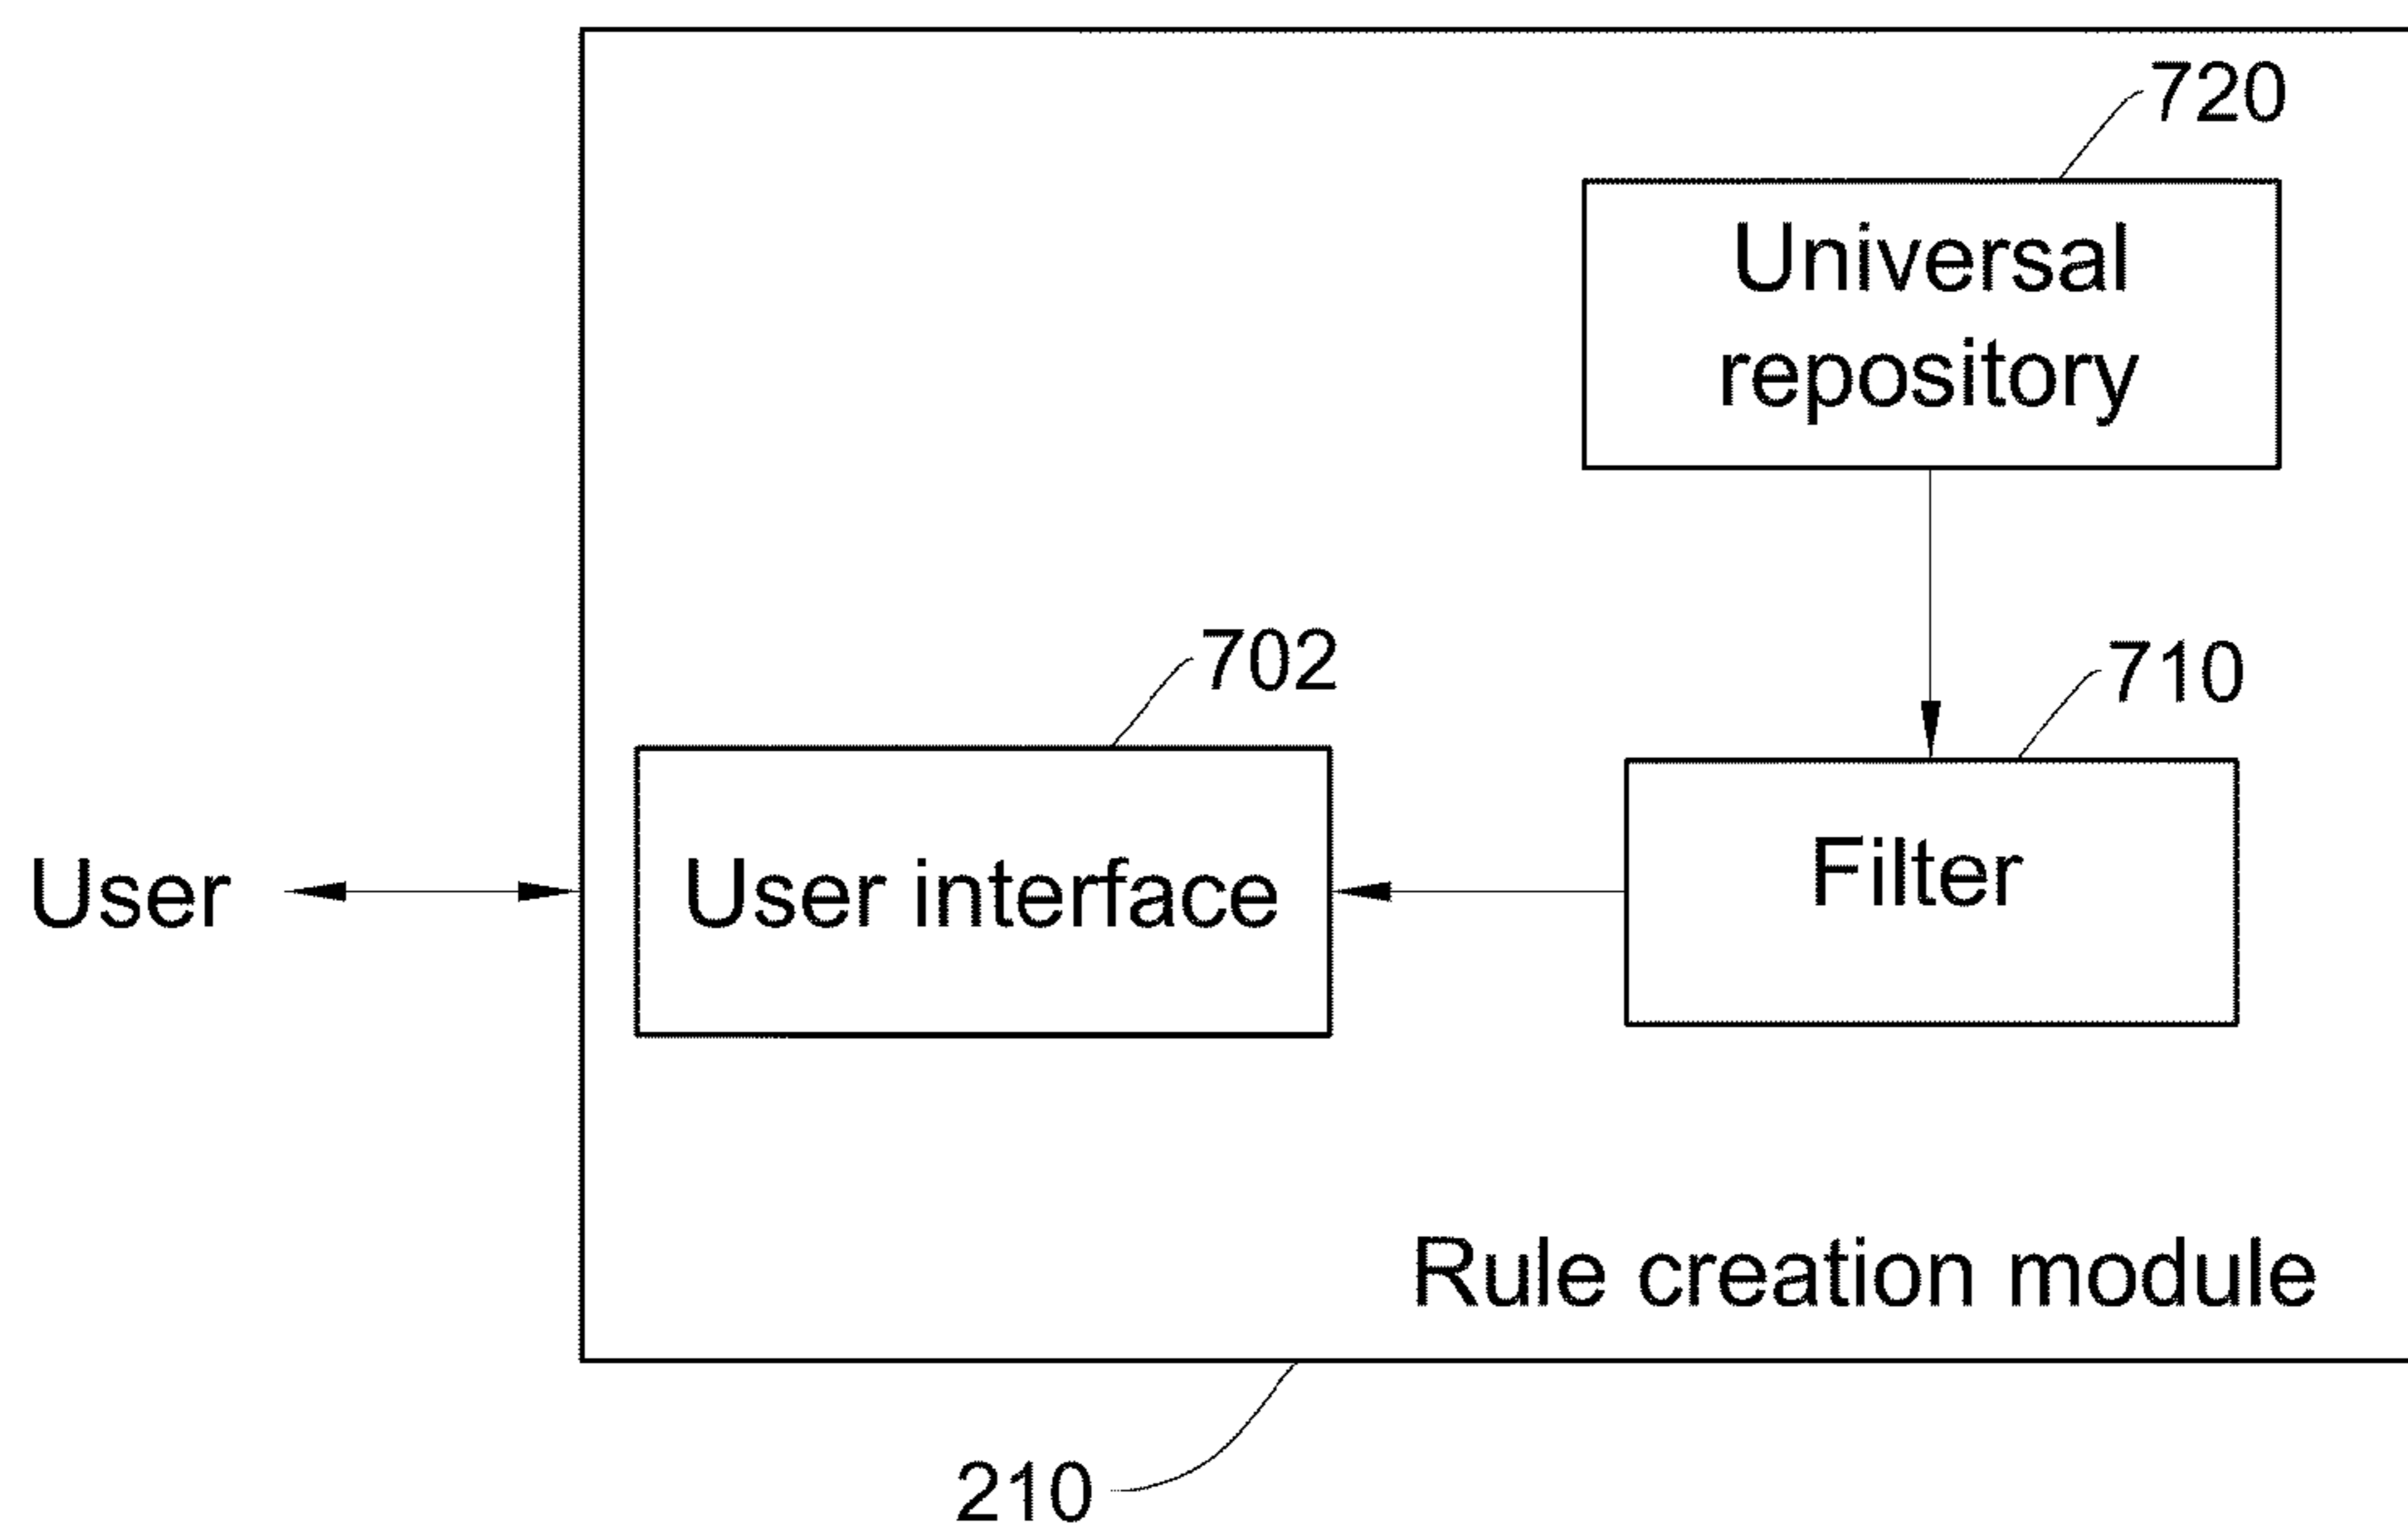 720
Universal
repository
702
710
User
User interface
Filter
Rule creation module
210